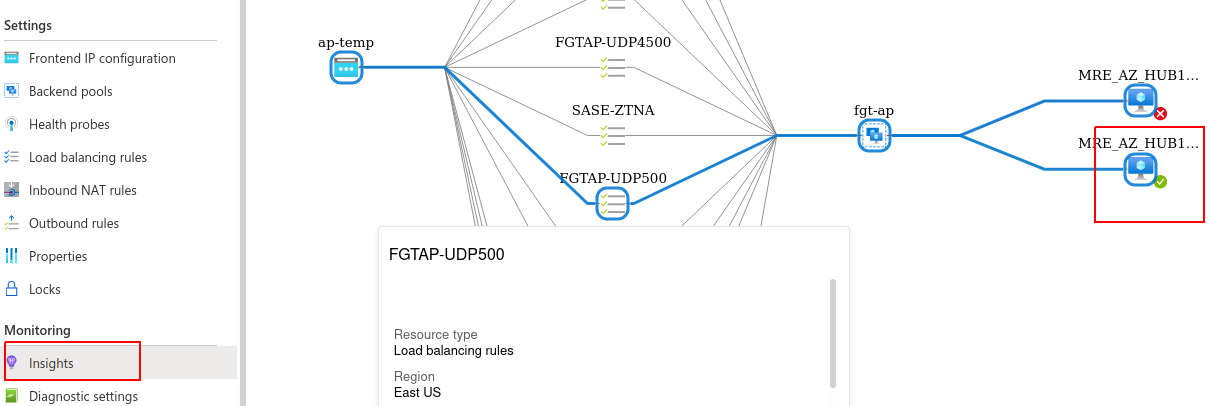 Settings
Frontend IP configuration
Backend pools
Health probes
Load balancing rules
Inbound NAT rules
Outbound rules
Properties
Locks
Monitoring
Insights
Diagnostic settings
ap-temp
FGTAP-UDP4500
SASE-ZTNA
FGTAP-UDP500
fgt-ap
MRE_AZ_HUB1...
MRE_AZ_HUB1...
FGTAP-UDP500
Resource type
Load balancing rules
Region
East US